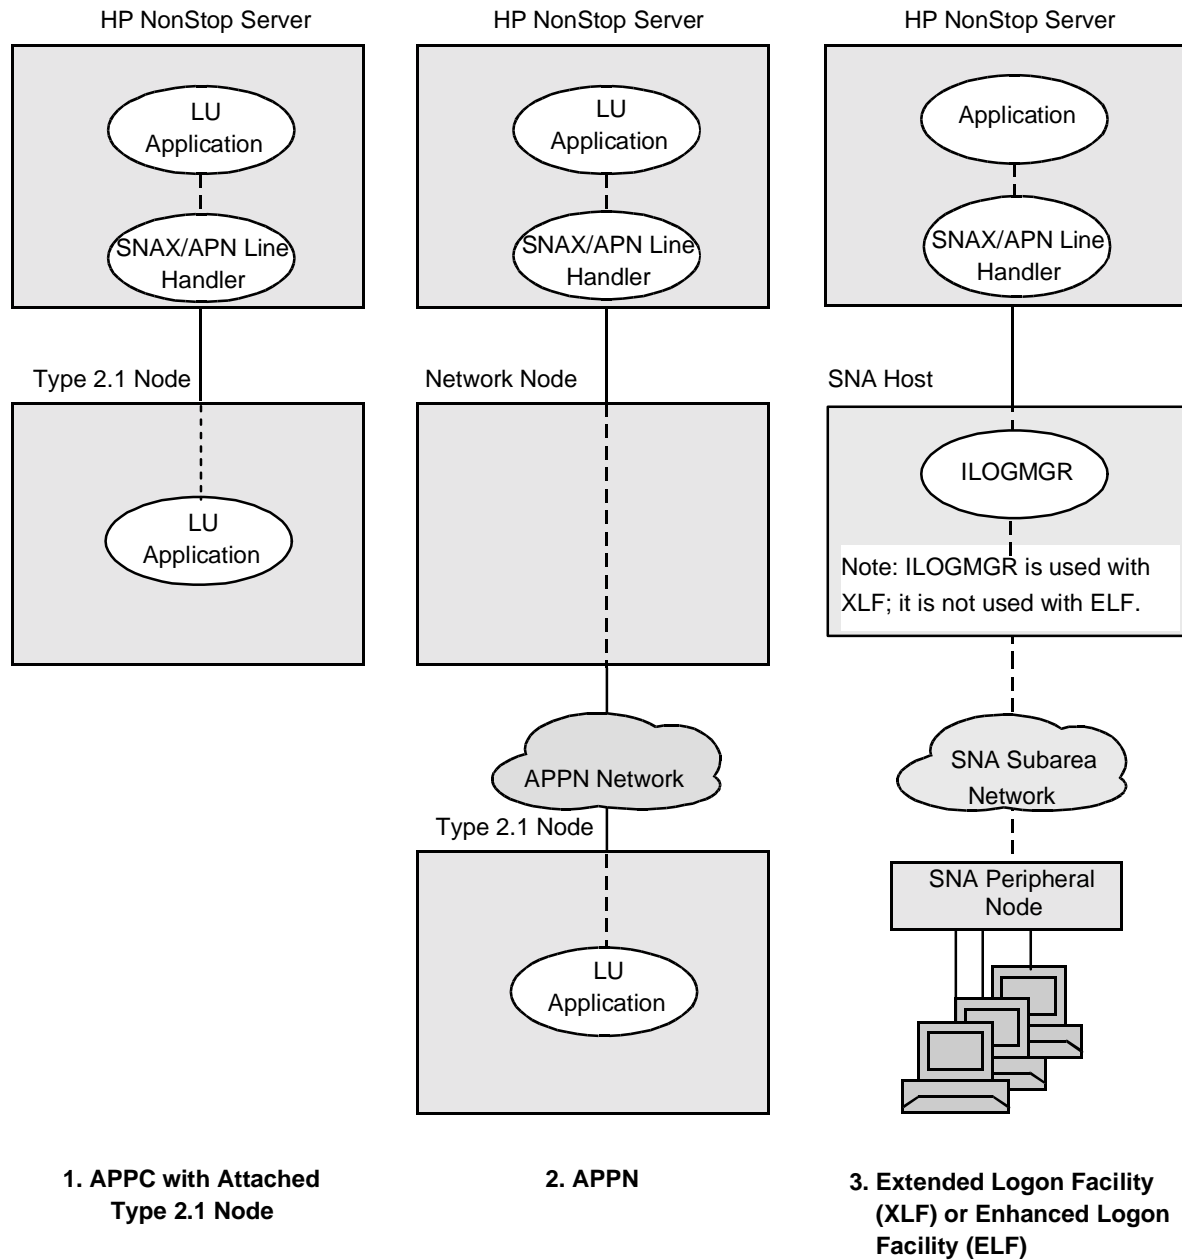 HP NonStop Server
LU
Application
SNAX/APN Line
Handler
Type 2.1 Node
LU
Application
1. APPC with Attached
Type 2.1 Node
HP NonStop Server
LU
Application
SNAX/APN Line
Handler
Network Node
APPN Network
Type 2.1 Node
LU
Application
2. APPN
HP NonStop Server
Application
SNAX/APN Line
Handler
SNA Host
ILOGMGR
Note: ILOGMGR is used with
XLF; it is not used with ELF.
SNA Subarea
Network
SNA Peripheral
Node
3. Extended Logon Facility
(XLF) or Enhanced Logon
Facility (ELF)